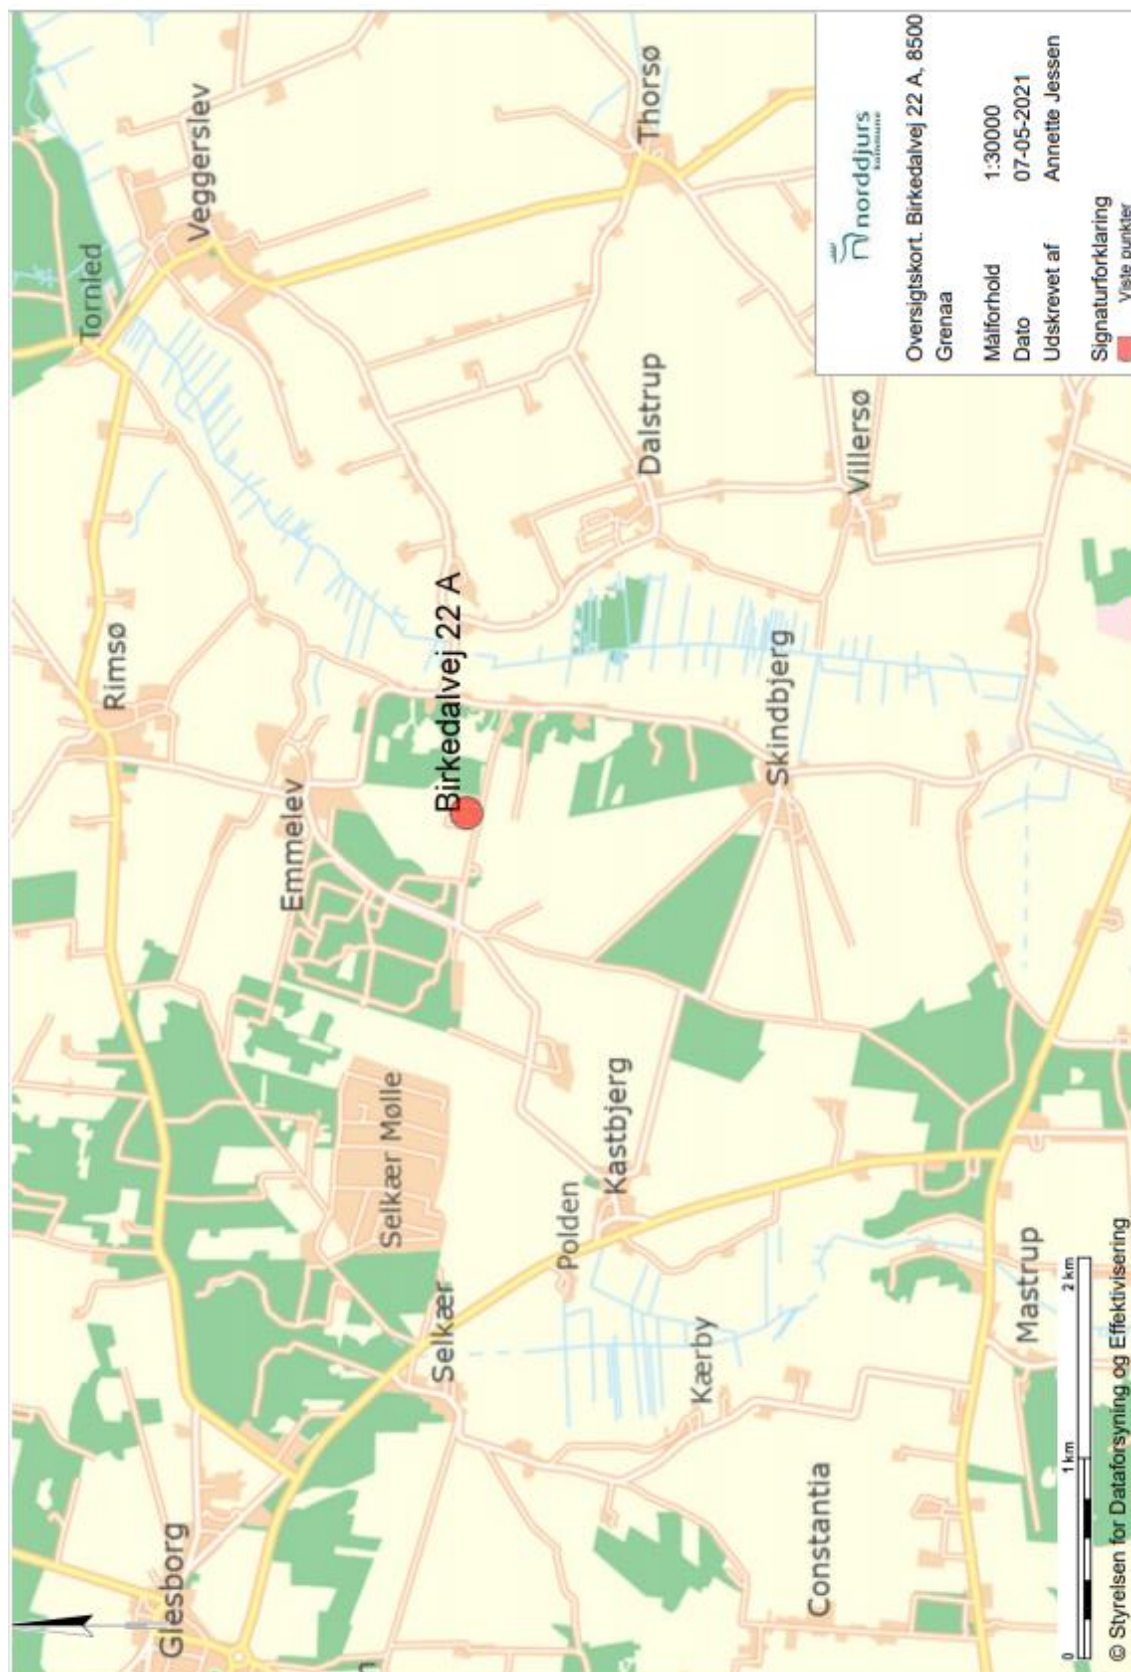 Tornled
Veggerslev
Thorsø
Rimsø
Emmelev
Birkedalvej 22 A
Dalstrup
Villersø
Skindbjerg
Selkær Mølle
Kastbjerg
Polden
Selkær
Kærby
Mastrup
Glesborg
Constantia
norddjurs
kommune
Oversigtskort. Birkedalvej 22 A, 8500
Grenaa
Målforhold 1:30000
Dato 07-05-2021
Udskrevet af Annette Jessen
Signaturforklaring
Viste punkter
0 1 km 2 km
© Styrelsen for Dataforsyning og Effektivisering